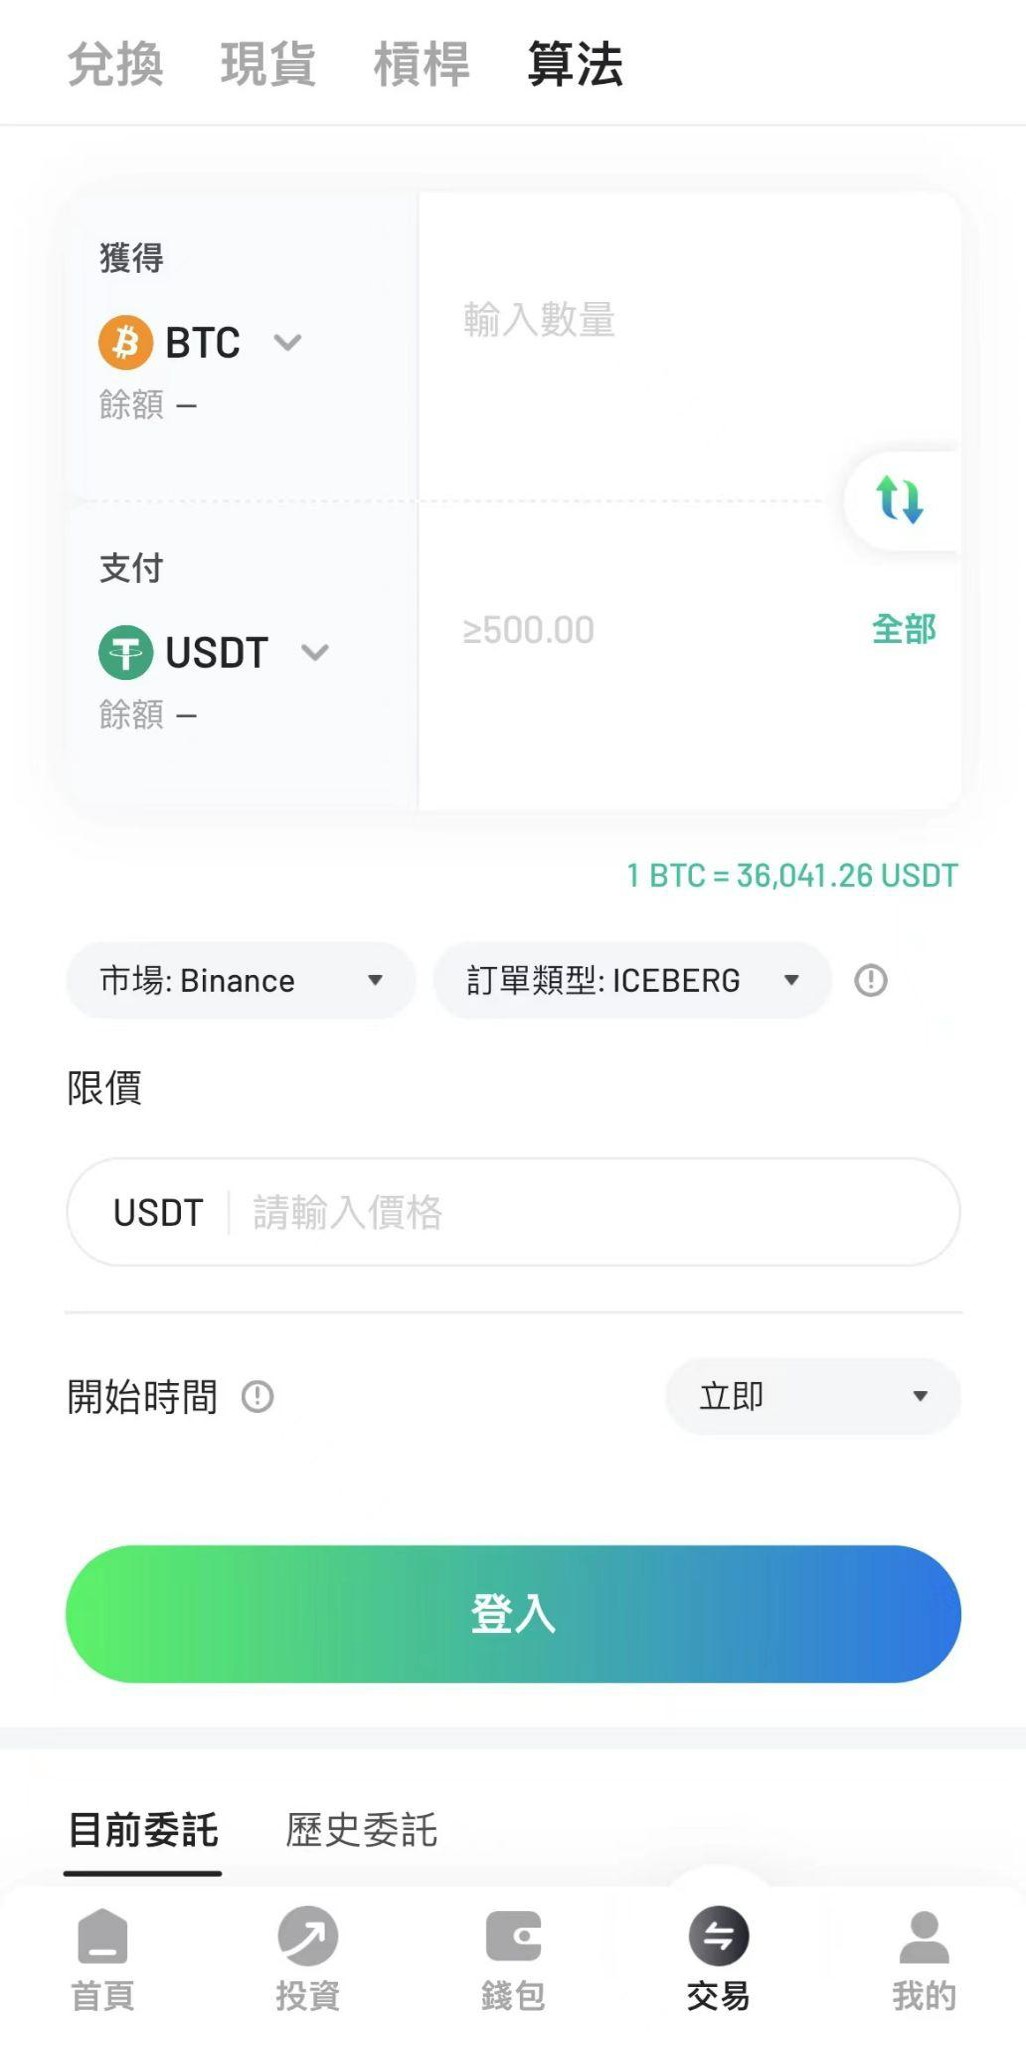 兌換 現貨 槓桿 算法
獲得
BTC
輸入數量
餘額 –
支付
USDT
≥500.00 全部
餘額 –
1 BTC = 36,041.26 USDT
市場: Binance 訂單類型: ICEBERG
限價
USDT 請輸入價格
開始時間 立即
登入
目前委託 歷史委託
首頁 投資 錢包 交易 我的